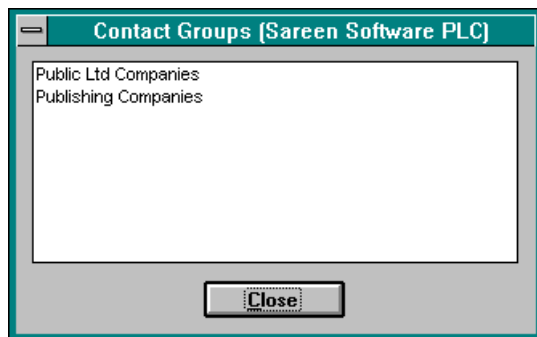 Contact Groups (Sareen Software PLC)
Public Ltd Companies
Publishing Companies
Close